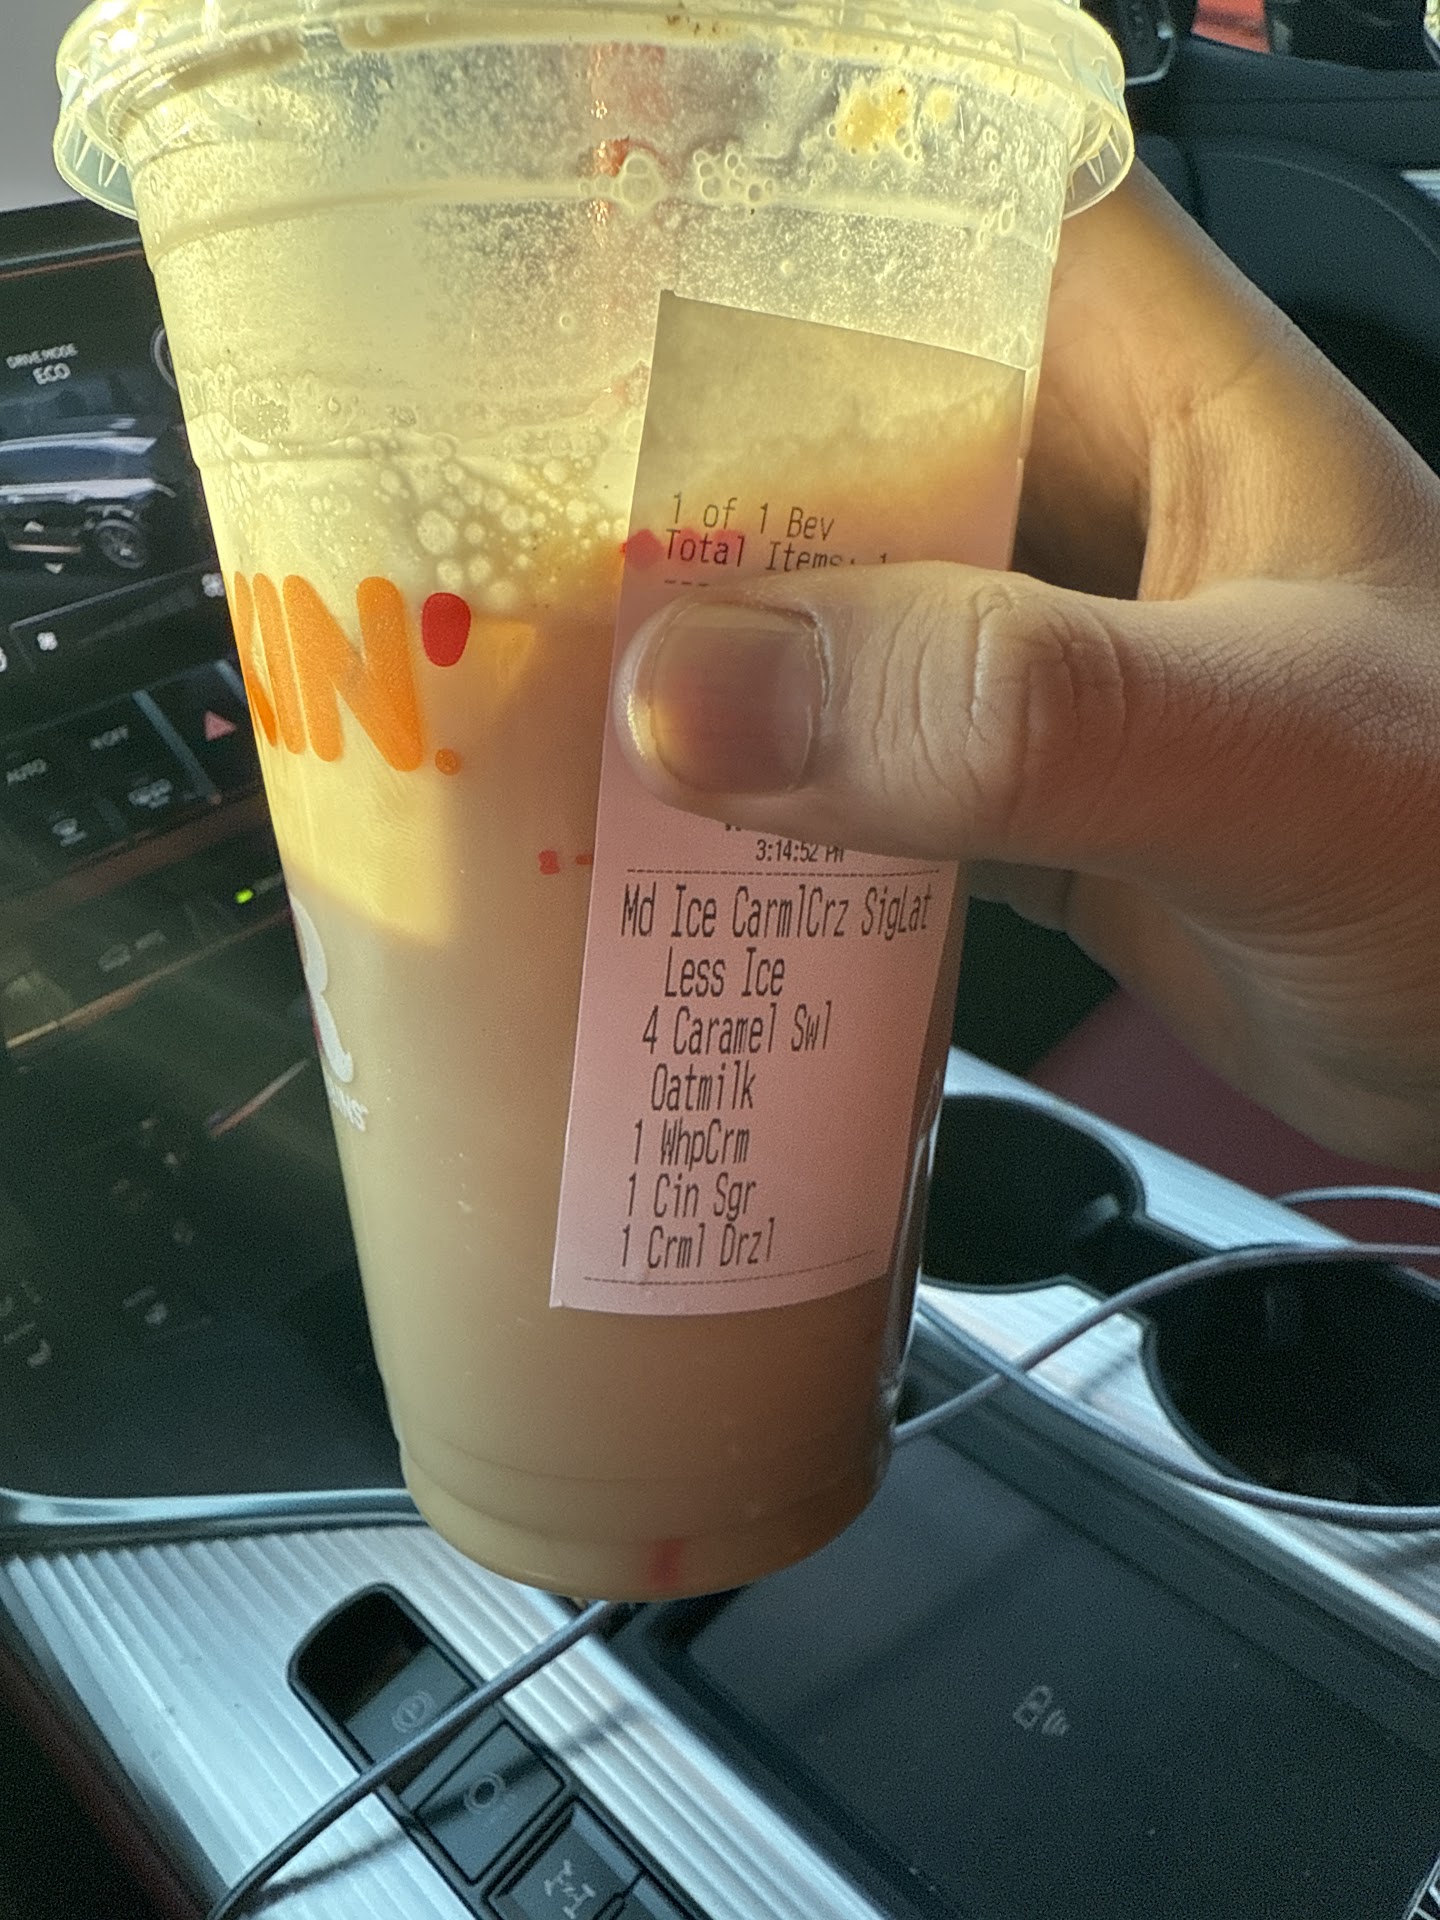 DRIVE MODE
ECO
1 of 1 Bev
Total Items: 1
KIN'
AUTO
3:14:52 PM
Md Ice CarmlCrz SigLat
Less Ice
4 Caramel Swl
Oatmilk
1 WhpCrm
1 Cin Sgr
1 Crml Drzl